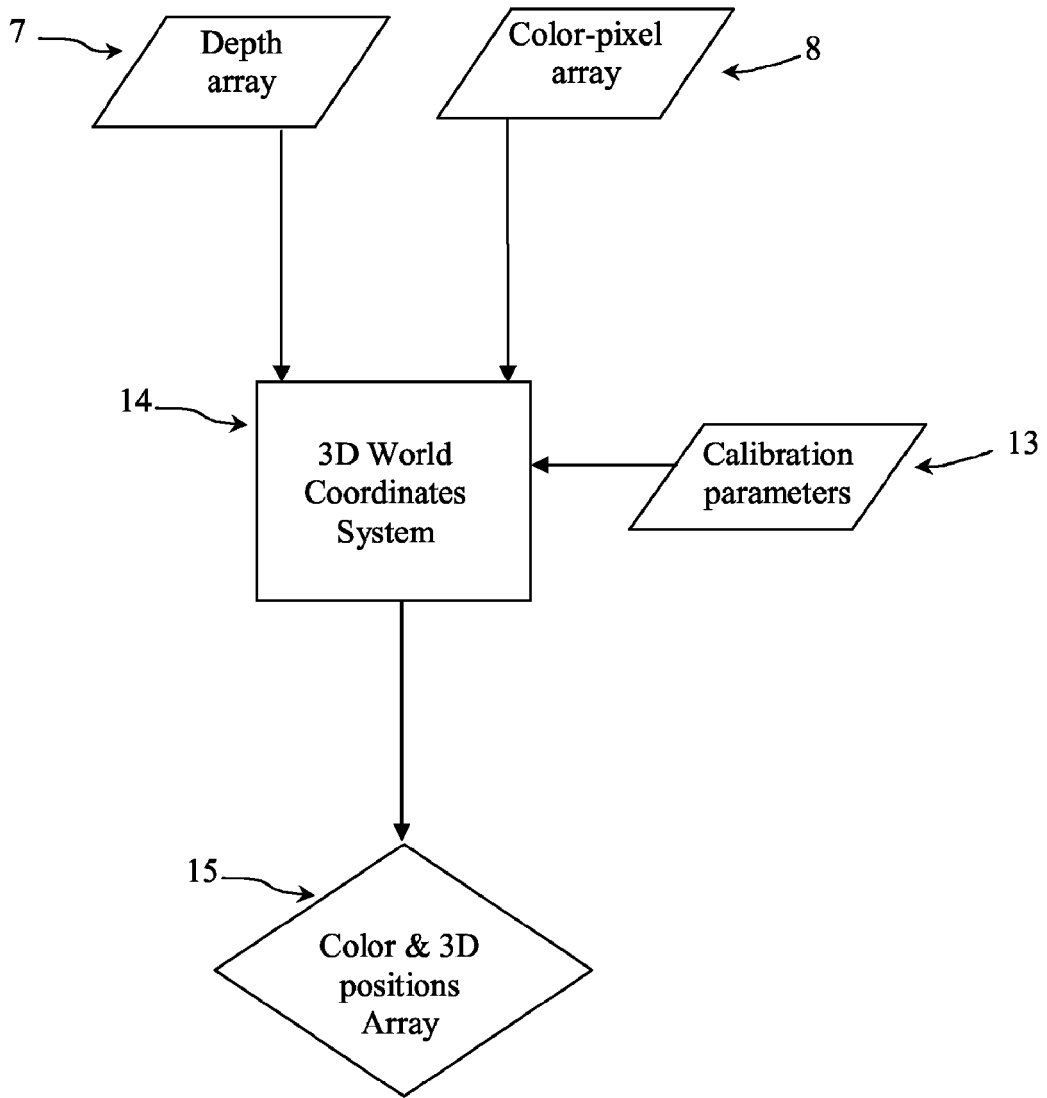 7
Depth
array
Color-pixel
array
8
14
3D World
Coordinates
System
Calibration
parameters
13
15
Color & 3D
positions
Array